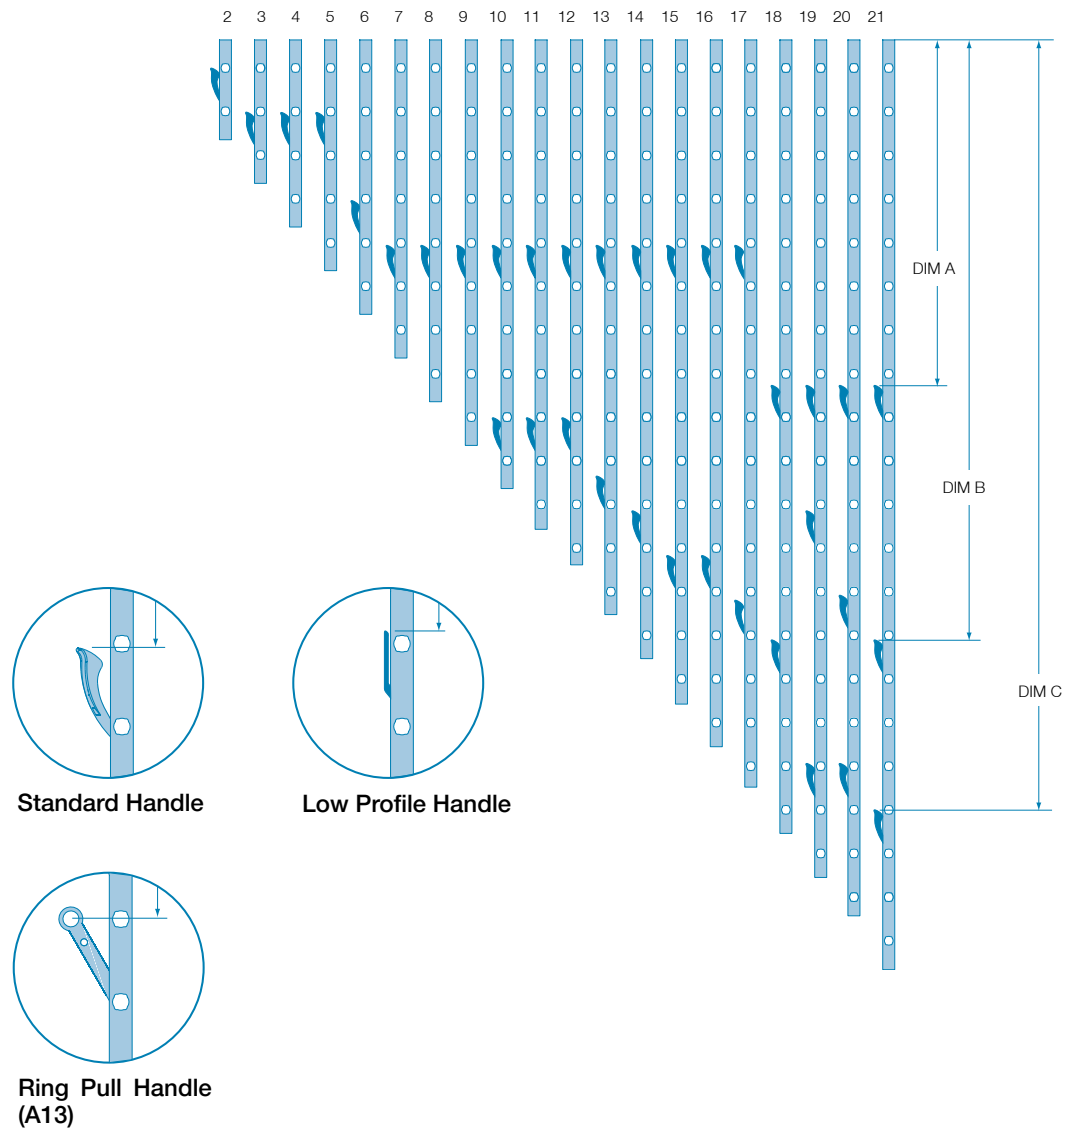 2 3 4 5 6 7 8 9 10 11 12 13 14 15 16 17 18 19 20 21
DIM A
DIM B
DIM C
Standard Handle
Low Profile Handle
Ring Pull Handle
(A13)